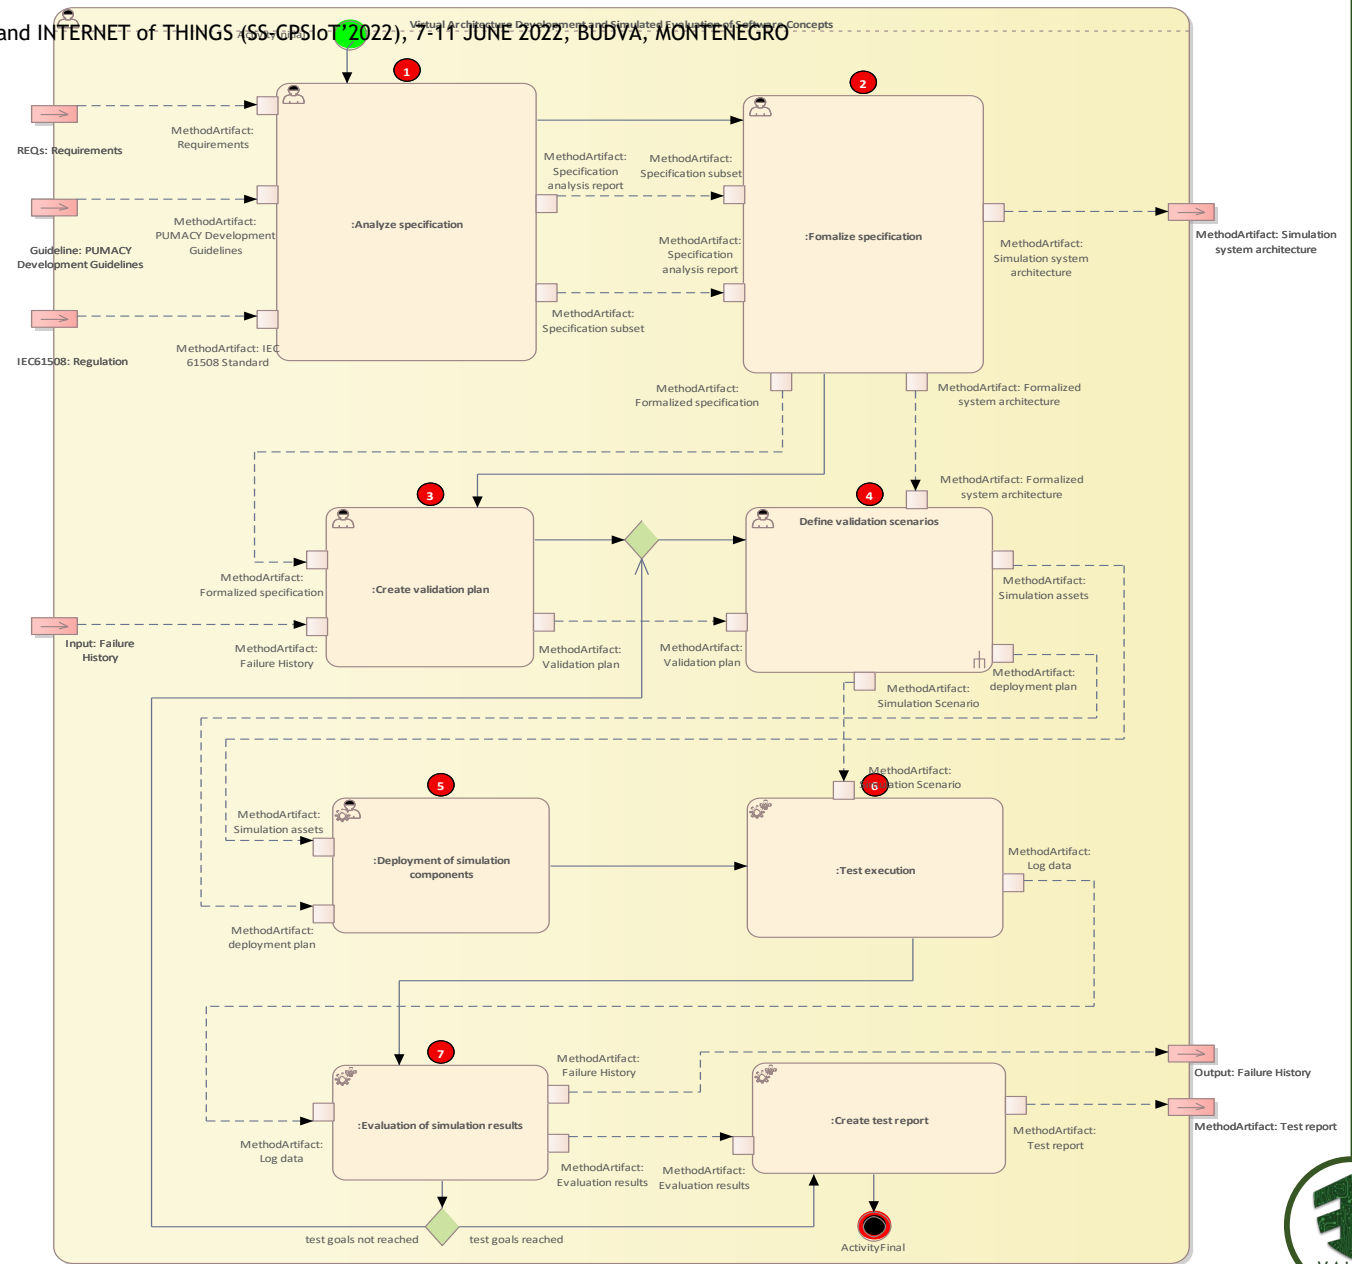 Virtual Architecture Development and Simulated Evaluation of Software Concepts
and INTERNET of THINGS (SS-CPSIoT'2022), 7-11 JUNE 2022, BUDVA, MONTENEGRO
1
2
REQs: Requirements
MethodArtifact:
Requirements
Guideline: PUMACY
Development Guidelines
MethodArtifact:
PUMACY Development
Guidelines
IEC61508: Regulation
MethodArtifact: IEC
61508 Standard
:Analyze specification
MethodArtifact:
Specification
analysis report
MethodArtifact:
Specification subset
MethodArtifact:
Specification
analysis report
MethodArtifact:
Specification subset
:Fomalize specification
MethodArtifact:
Simulation system
architecture
MethodArtifact: Simulation
system architecture
MethodArtifact:
Formalized specification
MethodArtifact: Formalized
system architecture
MethodArtifact: Formalized
system architecture
3
4
MethodArtifact:
Formalized specification
:Create validation plan
Define validation scenarios
MethodArtifact:
Simulation assets
Input: Failure
History
MethodArtifact:
Failure History
MethodArtifact:
Validation plan
MethodArtifact:
Validation plan
MethodArtifact:
deployment plan
MethodArtifact:
Simulation Scenario
5
6
MethodArtifact:
Scenario
MethodArtifact:
Simulation assets
:Deployment of simulation
components
:Test execution
MethodArtifact:
Log data
MethodArtifact:
deployment plan
7
MethodArtifact:
Failure History
Output: Failure History
:Evaluation of simulation results
:Create test report
MethodArtifact:
Log data
MethodArtifact:
Evaluation results
MethodArtifact:
Evaluation results
MethodArtifact:
Test report
MethodArtifact: Test report
test goals not reached
test goals reached
ActivityFinal